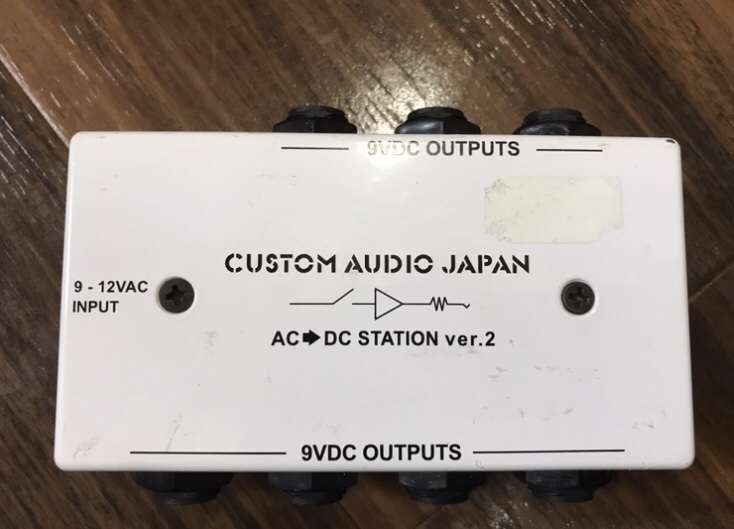 9VDC OUTPUTS
CUSTOM AUDIO JAPAN
9 - 12VAC
INPUT
AC➡DC STATION ver.2
9VDC OUTPUTS